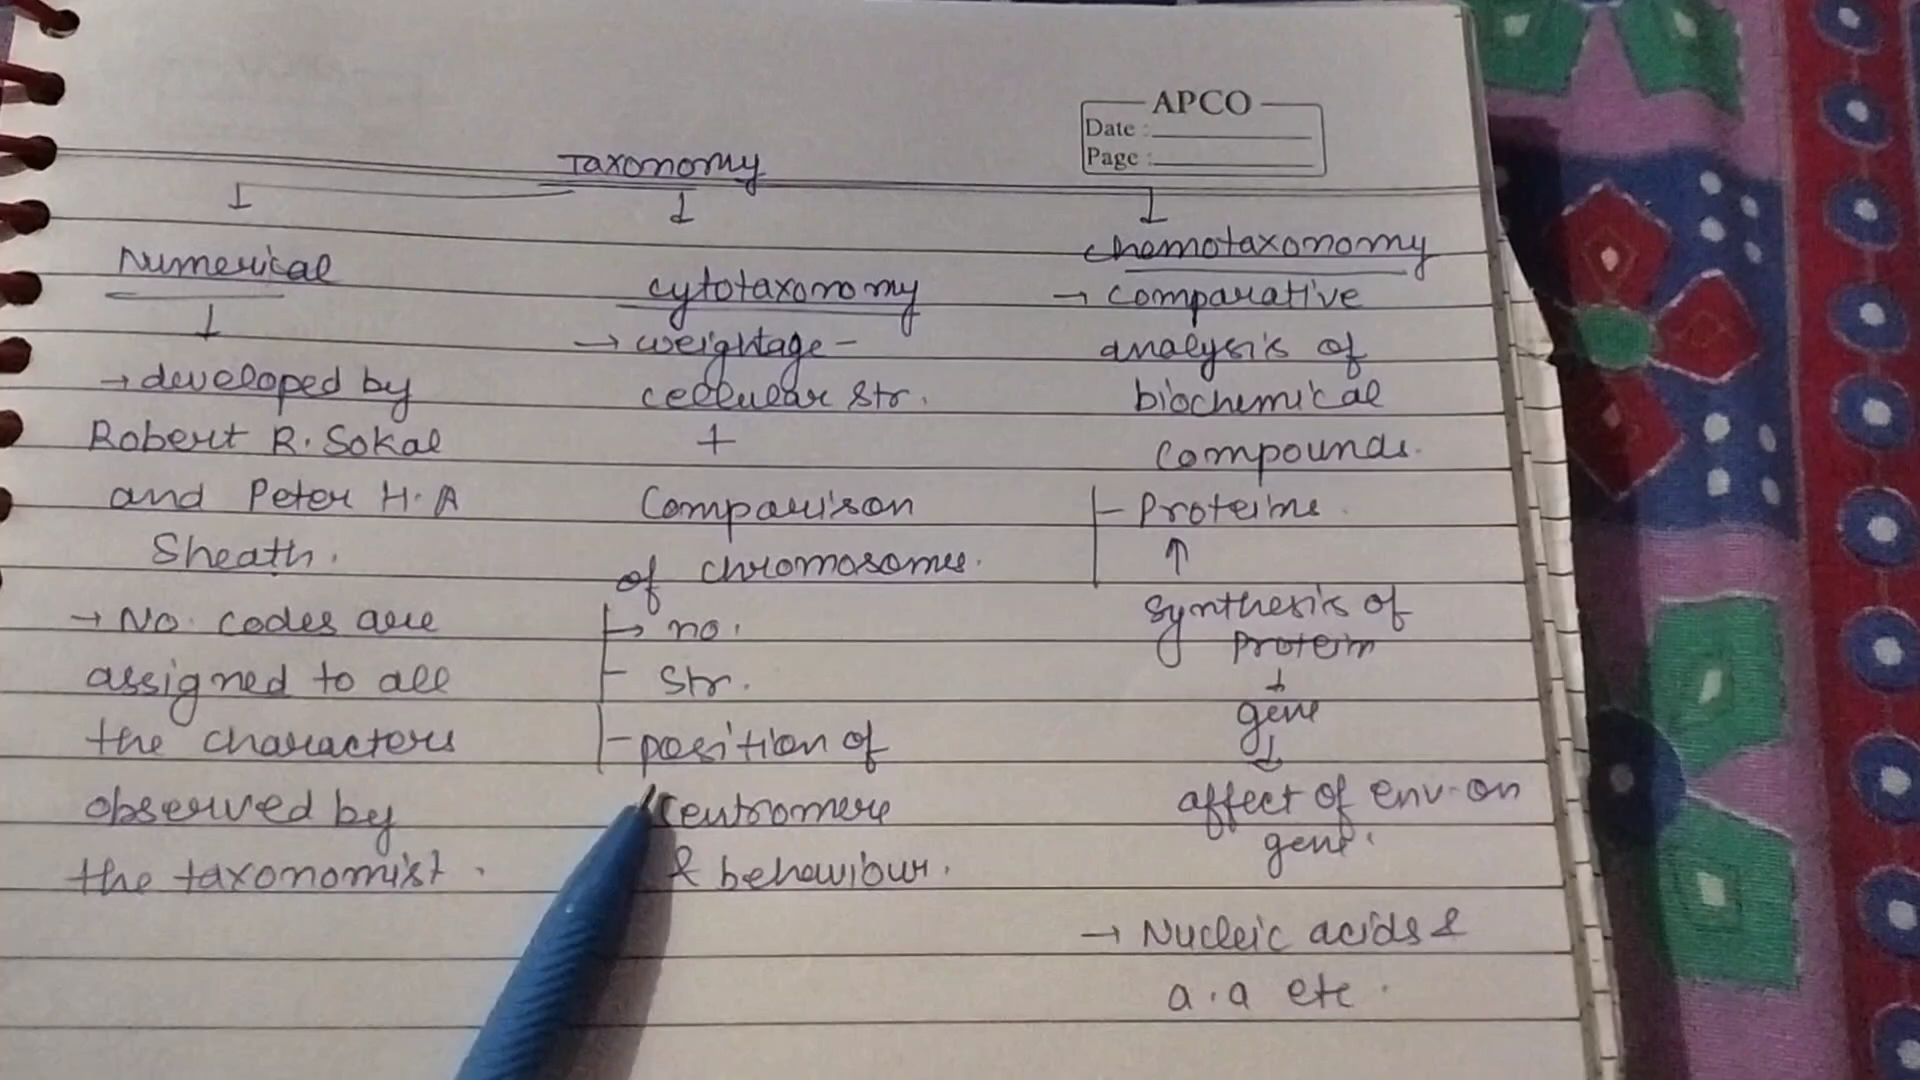 APCO
Date :
Page :
Taxonomy
Numerical
→ developed by
Robert R. Sokal
and Peter H. A
Sheath.
→ No. codes are
assigned to all
the characters
observed by
the taxonomist.
cytotaxonomy
→ weightage -
cellular str.
+
Comparison
of chromosomes.
→ no.
- str.
- position of
centromere
& behaviour.
chemotaxonomy
→ comparative
analysis of
biochemical
compounds.
- Proteins.
↑
synthesis of
Protein
↓
gene
↓
affect of env. on
gene.
→ Nucleic acids &
a.a etc.